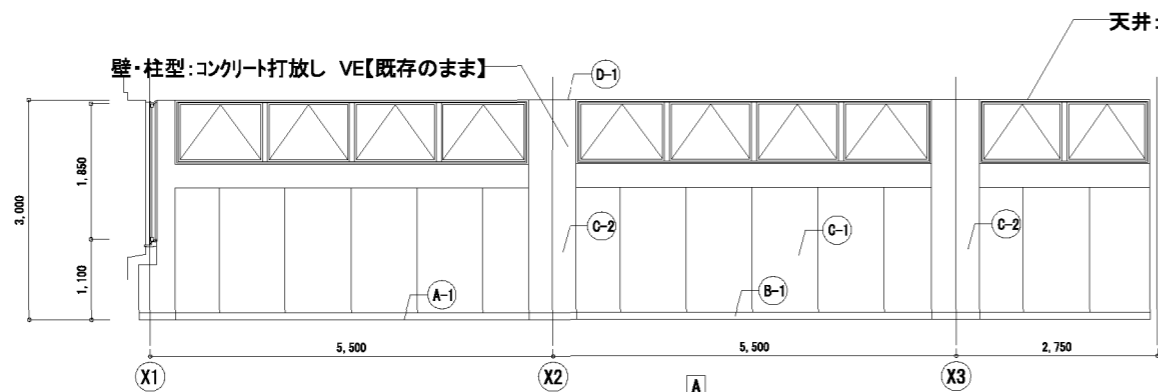 天井:
壁・柱型:コンクリート打放し VE【既存のまま】
D-1
1,850
3,000
C-2
C-1
C-2
1,100
A-1
B-1
5,500
5,500
2,750
X1
X2
A
X3